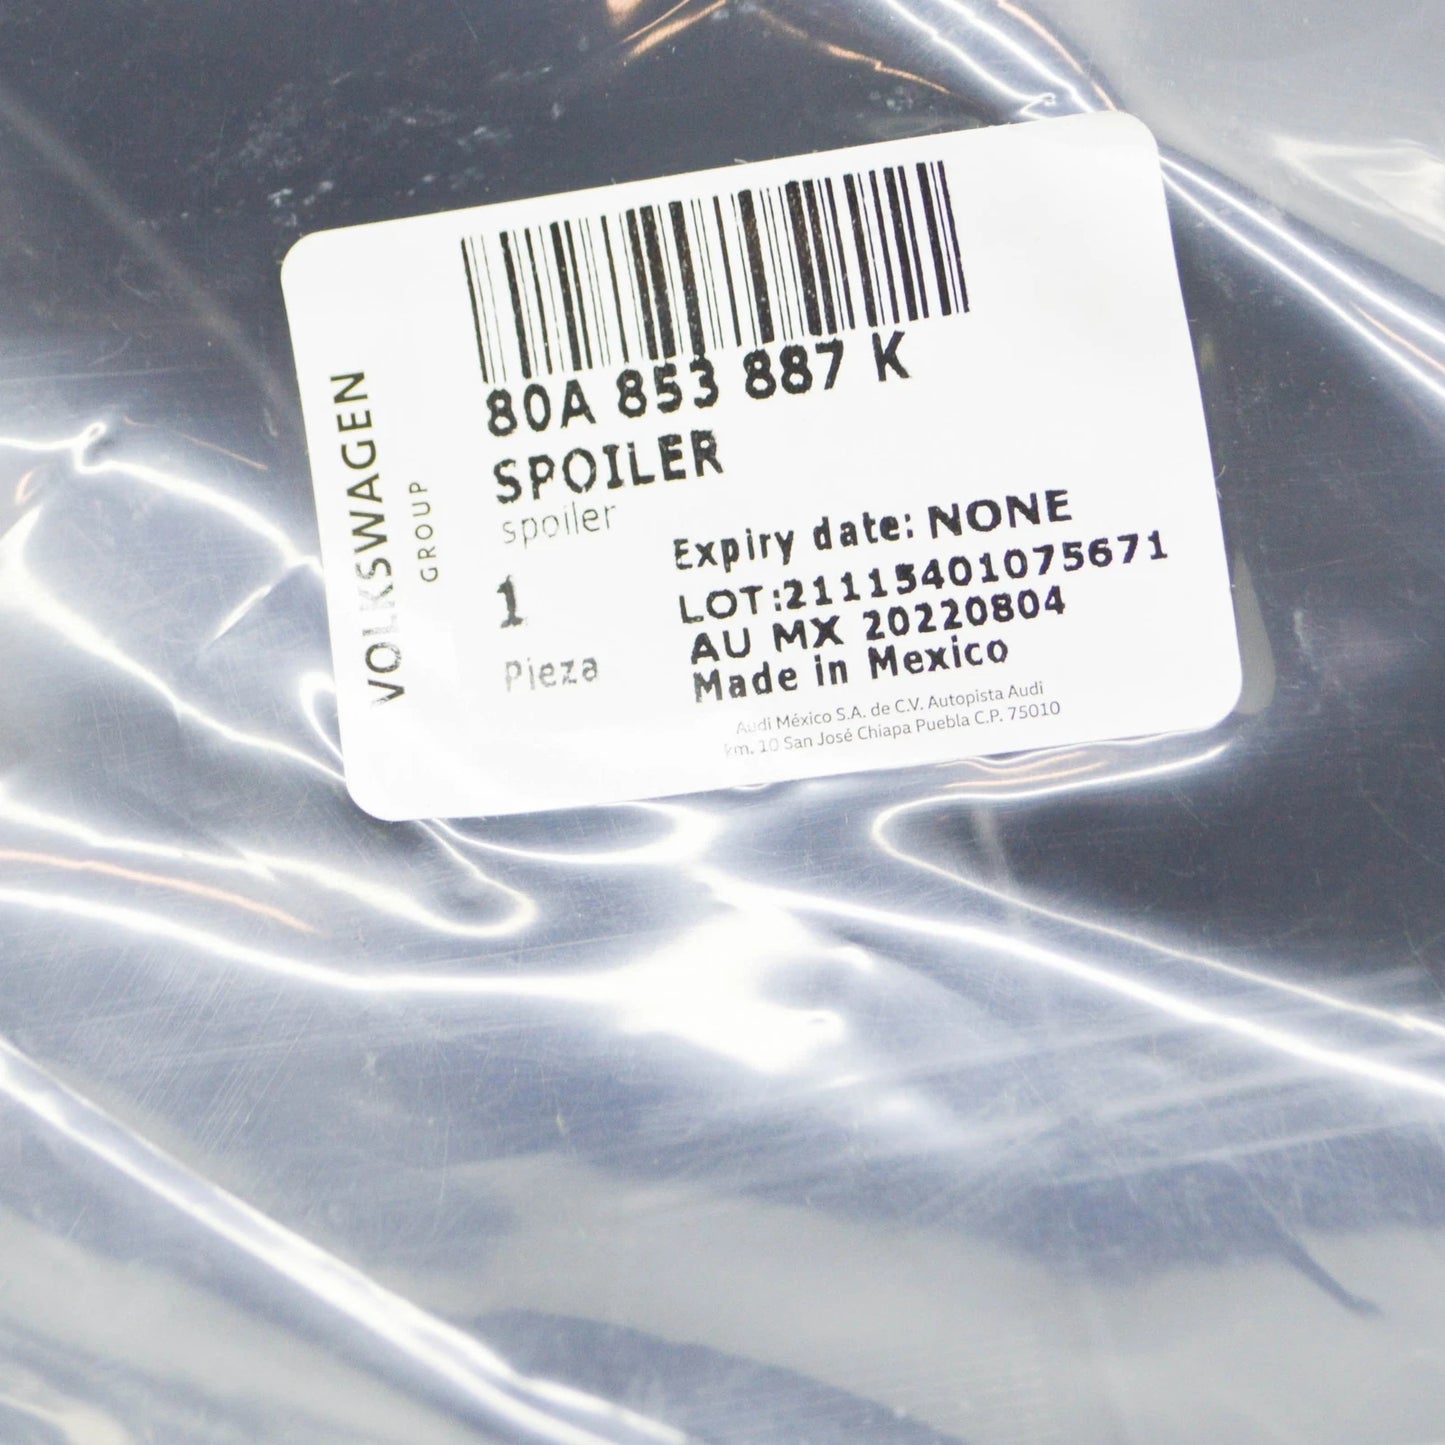 VOLKSWAGEN
GROUP
80A 853 887 K
SPOILER
spoiler
1
Pieza
Expiry date: NONE
LOT:211115401075671
AU MX 20220804
Made in Mexico
Audi México S.A. de C.V. Autopista Audi
km. 10 San José Chiapa Puebla C.P. 75010